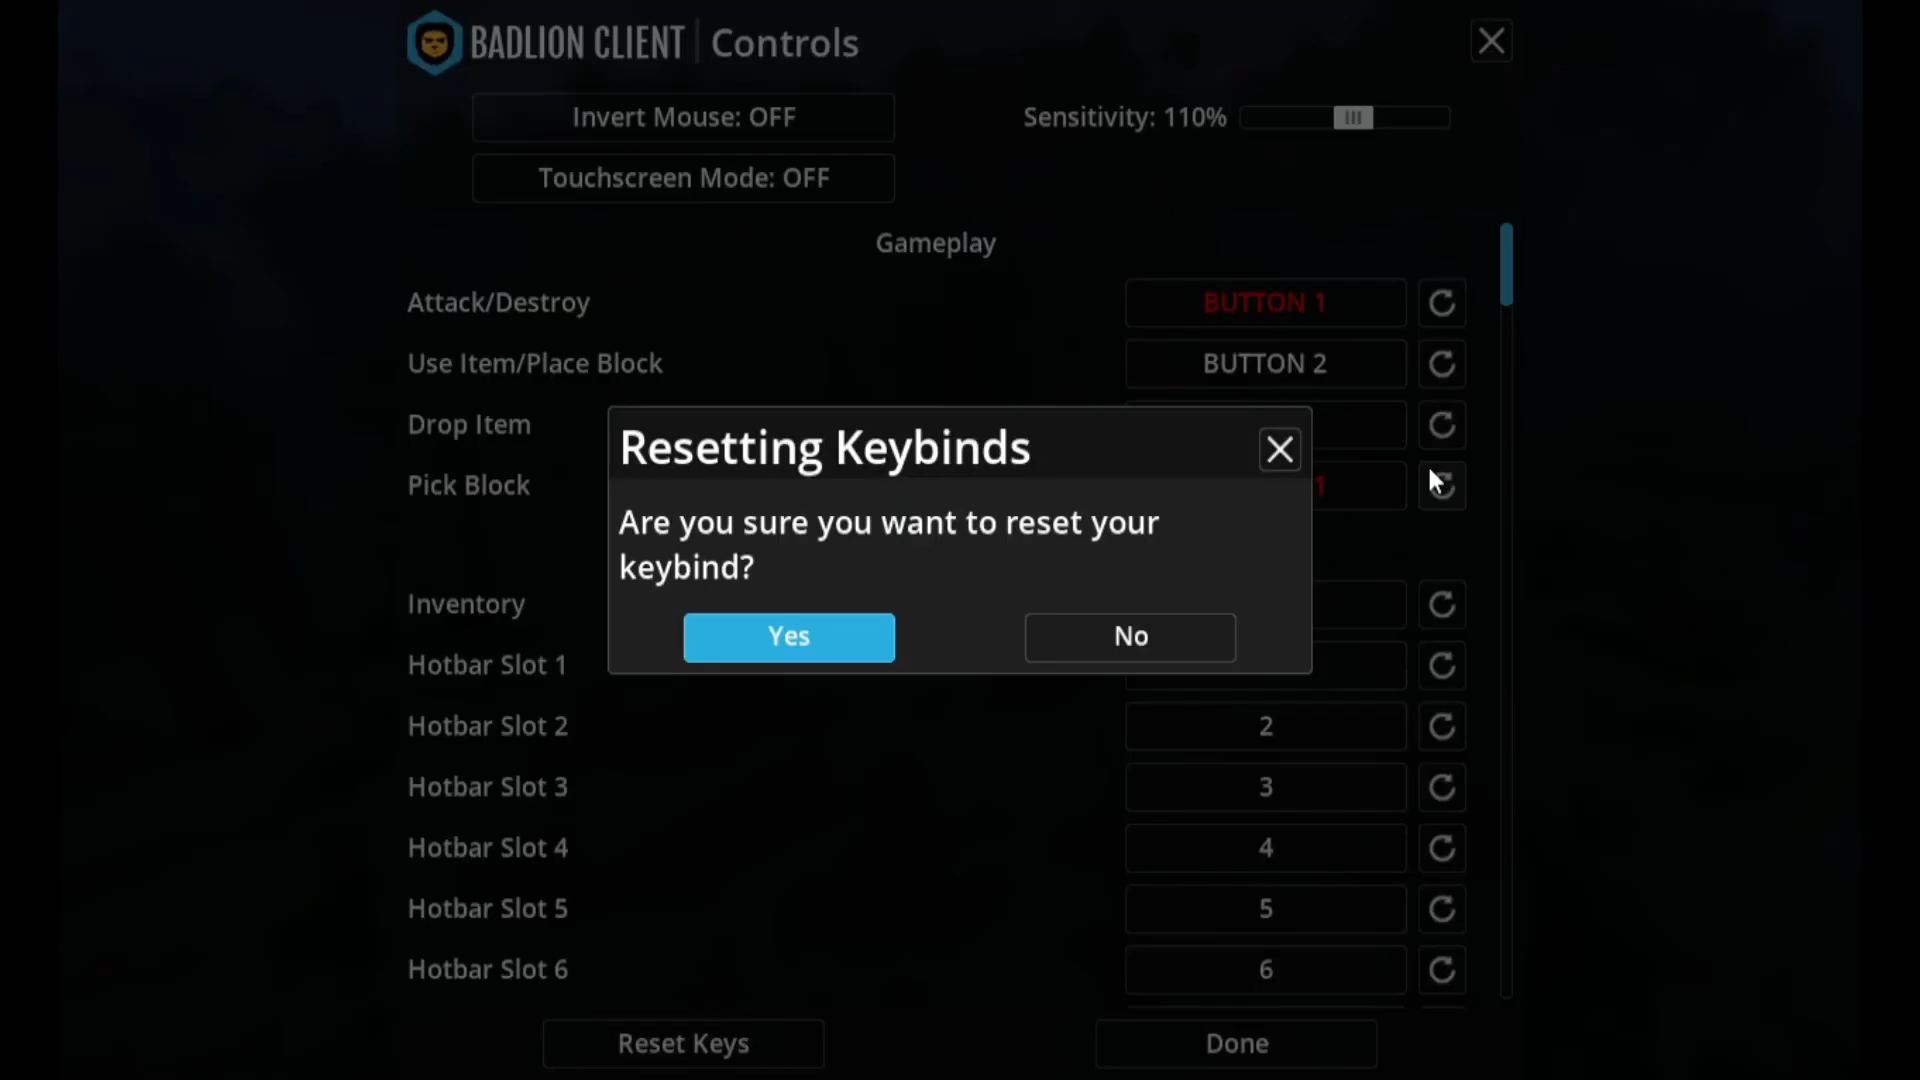 BADLION CLIENT | Controls
Invert Mouse: OFF
Sensitivity: 110%
Touchscreen Mode: OFF
Gameplay
Attack/Destroy BUTTON 1
Use Item/Place Block BUTTON 2
Drop Item
Pick Block 1
Resetting Keybinds
Are you sure you want to reset your
keybind?
Yes No
Inventory
Hotbar Slot 1
Hotbar Slot 2 2
Hotbar Slot 3 3
Hotbar Slot 4 4
Hotbar Slot 5 5
Hotbar Slot 6 6
Reset Keys Done